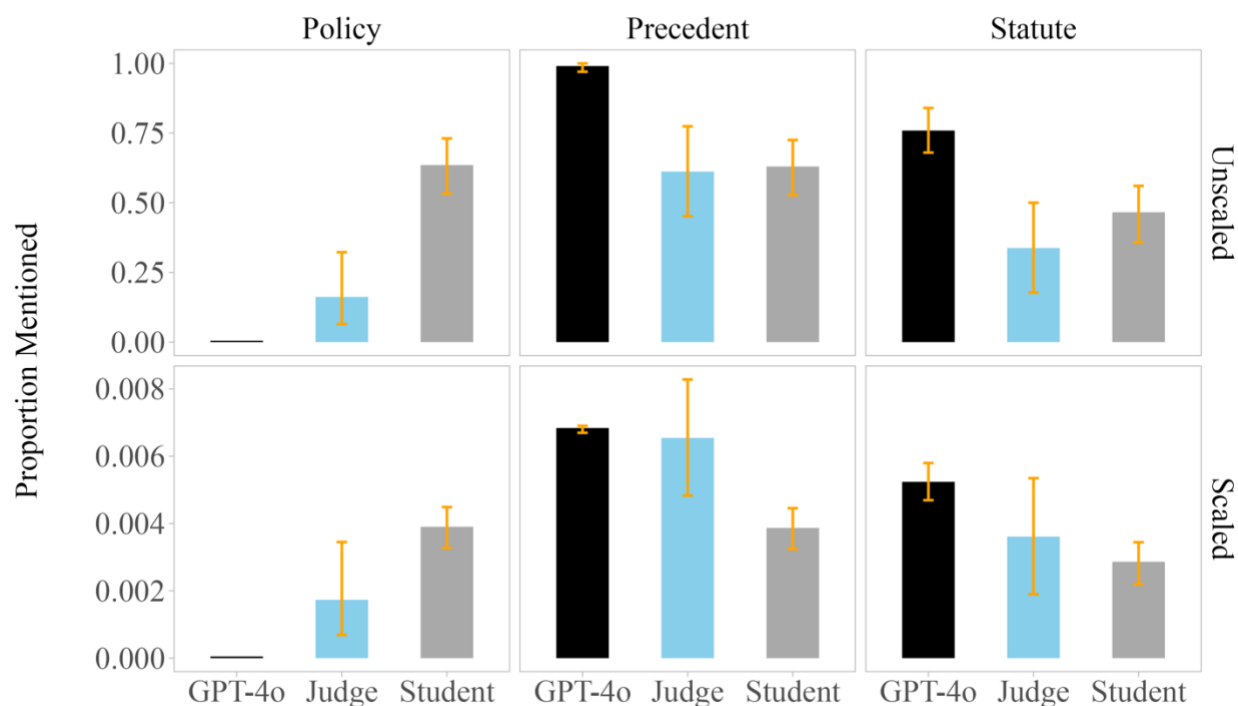 Policy Precedent Statute
Proportion Mentioned
1.00
0.75
0.50
0.25
0.00
Unscaled
0.008
0.006
0.004
0.002
0.000
Scaled
GPT-4o Judge Student GPT-4o Judge Student GPT-4o Judge Student